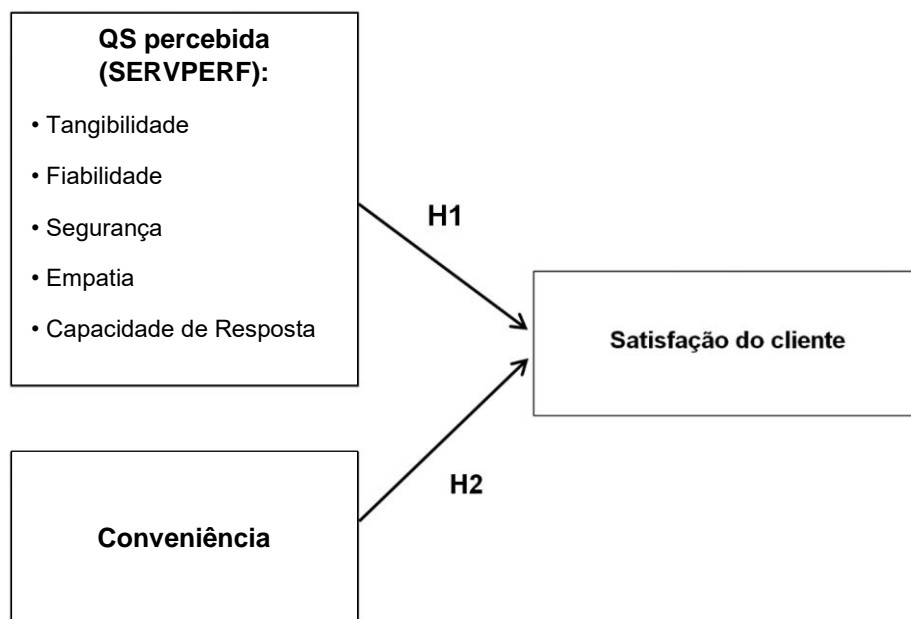 QS percebida
(SERVPERF):
• Tangibilidade
• Fiabilidade
• Segurança
• Empatia
• Capacidade de Resposta
H1
Satisfação do cliente
H2
Conveniência